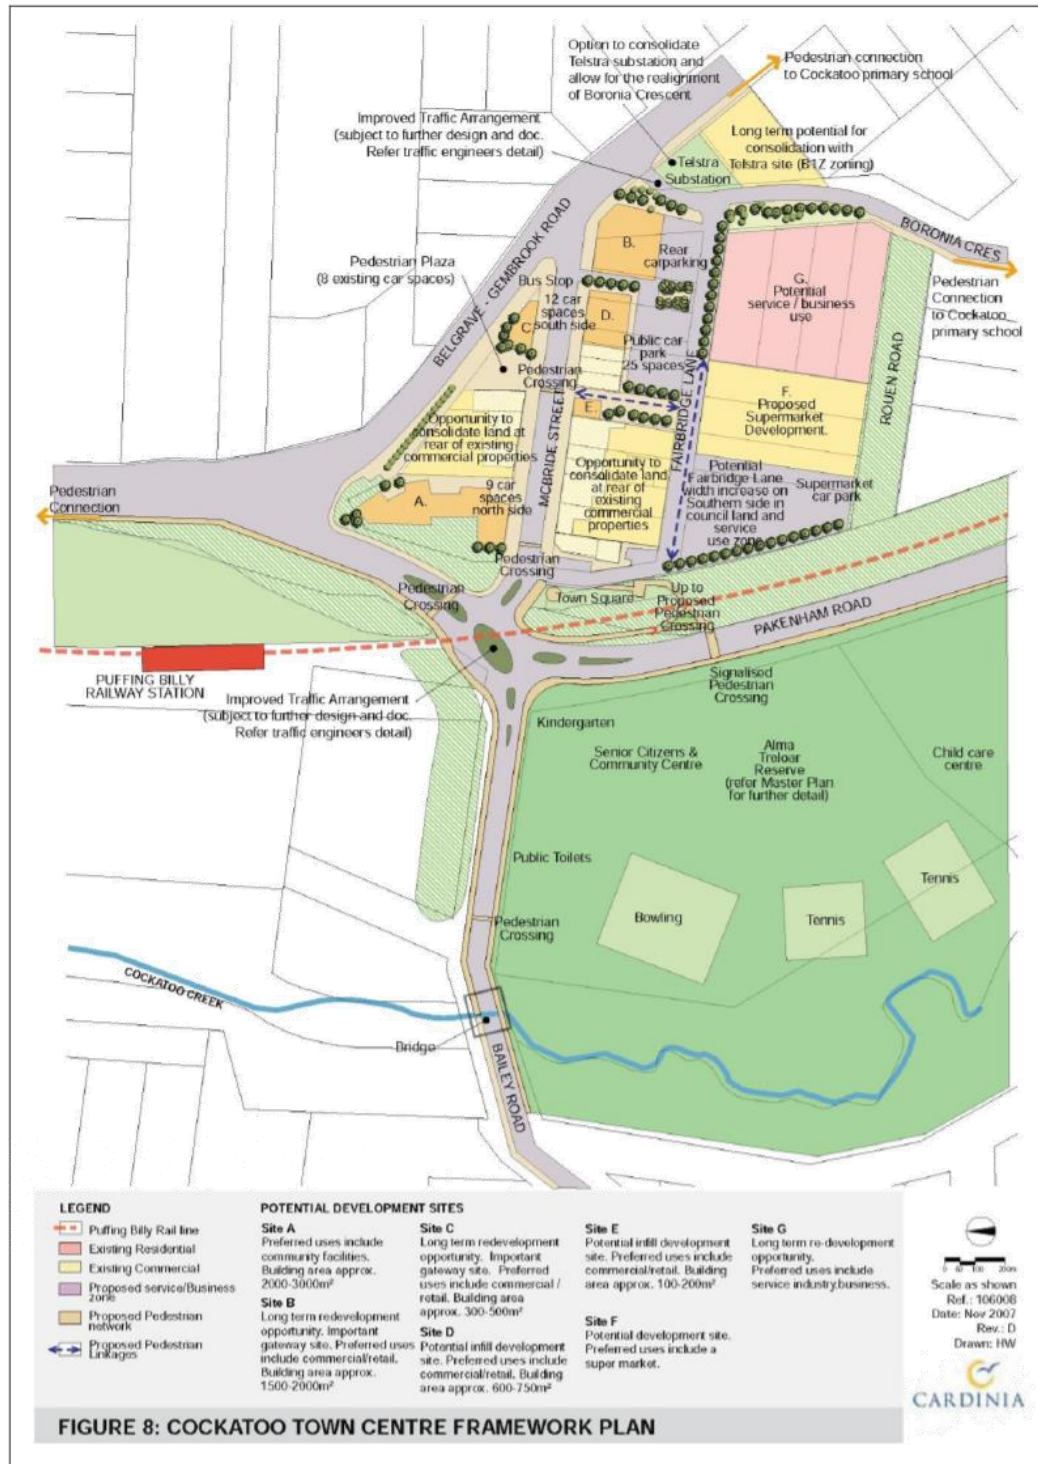 Option to consolidate
Telstra substation and
allow for the realignment
of Boronia Crescent
Pedestrian connection
to Cockatoo primary school
Improved Traffic Arrangement
(subject to further design and doc.
Refer traffic engineers detail)
Long term potential for
consolidation with
Telstra site (B1Z zoning)
Telstra
Substation
BELGRAVE - GEMBROOK ROAD
BORONIA CRES
B.
Rear
carparking
Pedestrian Plaza
(8 existing car spaces)
Bus Stop
12 car
spaces
south side
C.
D.
G.
Potential
service / business
use
Pedestrian
Connection
to Cockatoo
primary school
Public car
park
25 spaces
Pedestrian
Crossing
MCBRIDE STREET
FAIRBRIDGE LANE
ROUEN ROAD
E.
F.
Proposed
Supermarket
Development.
Opportunity to
consolidate land at
rear of existing
commercial properties
Opportunity to
consolidate land
at rear of
existing
commercial
properties
Potential
Fairbridge Lane
width increase on
Southern side in
council land and
service
use zone
Supermarket
car park
Pedestrian
Connection
A.
9 car
spaces
north side
Pedestrian
Crossing
Pedestrian
Crossing
Town Square
Up to
Proposed
Pedestrian
Crossing
PAKENHAM ROAD
PUFFING BILLY
RAILWAY STATION
Signalised
Pedestrian
Crossing
Improved Traffic Arrangement
(subject to further design and doc.
Refer traffic engineers detail)
Kindergarten
Senior Citizens &
Community Centre
Alma
Treloar
Reserve
(refer Master Plan
for further detail)
Child care
centre
Public Toilets
Pedestrian
Crossing
Bowling
Tennis
Tennis
COCKATOO CREEK
Bridge
BAILEY ROAD
LEGEND
Puffing Billy Rail line
Existing Residential
Existing Commercial
Proposed service/Business
zone
Proposed Pedestrian
network
Proposed Pedestrian
Linkages
POTENTIAL DEVELOPMENT SITES
Site A
Preferred uses include
community facilities.
Building area approx.
2000-3000m²
Site B
Long term redevelopment
opportunity. Important
gateway site. Preferred uses
include commercial/retail.
Building area approx.
1500-2000m²
Site C
Long term redevelopment
opportunity. Important
gateway site. Preferred
uses include commercial /
retail. Building area
approx. 300-500m²
Site D
Potential infill development
site. Preferred uses include
commercial/retail. Building
area approx. 600-750m²
Site E
Potential infill development
site. Preferred uses include
commercial/retail. Building
area approx. 100-200m²
Site F
Potential development site.
Preferred uses include a
super market.
Site G
Long term re-development
opportunity.
Preferred uses include
service industry,business.
Scale as shown
Ref.: 106008
Date: Nov 2007
Rev.: D
Drawn: HW
CARDINIA
FIGURE 8: COCKATOO TOWN CENTRE FRAMEWORK PLAN